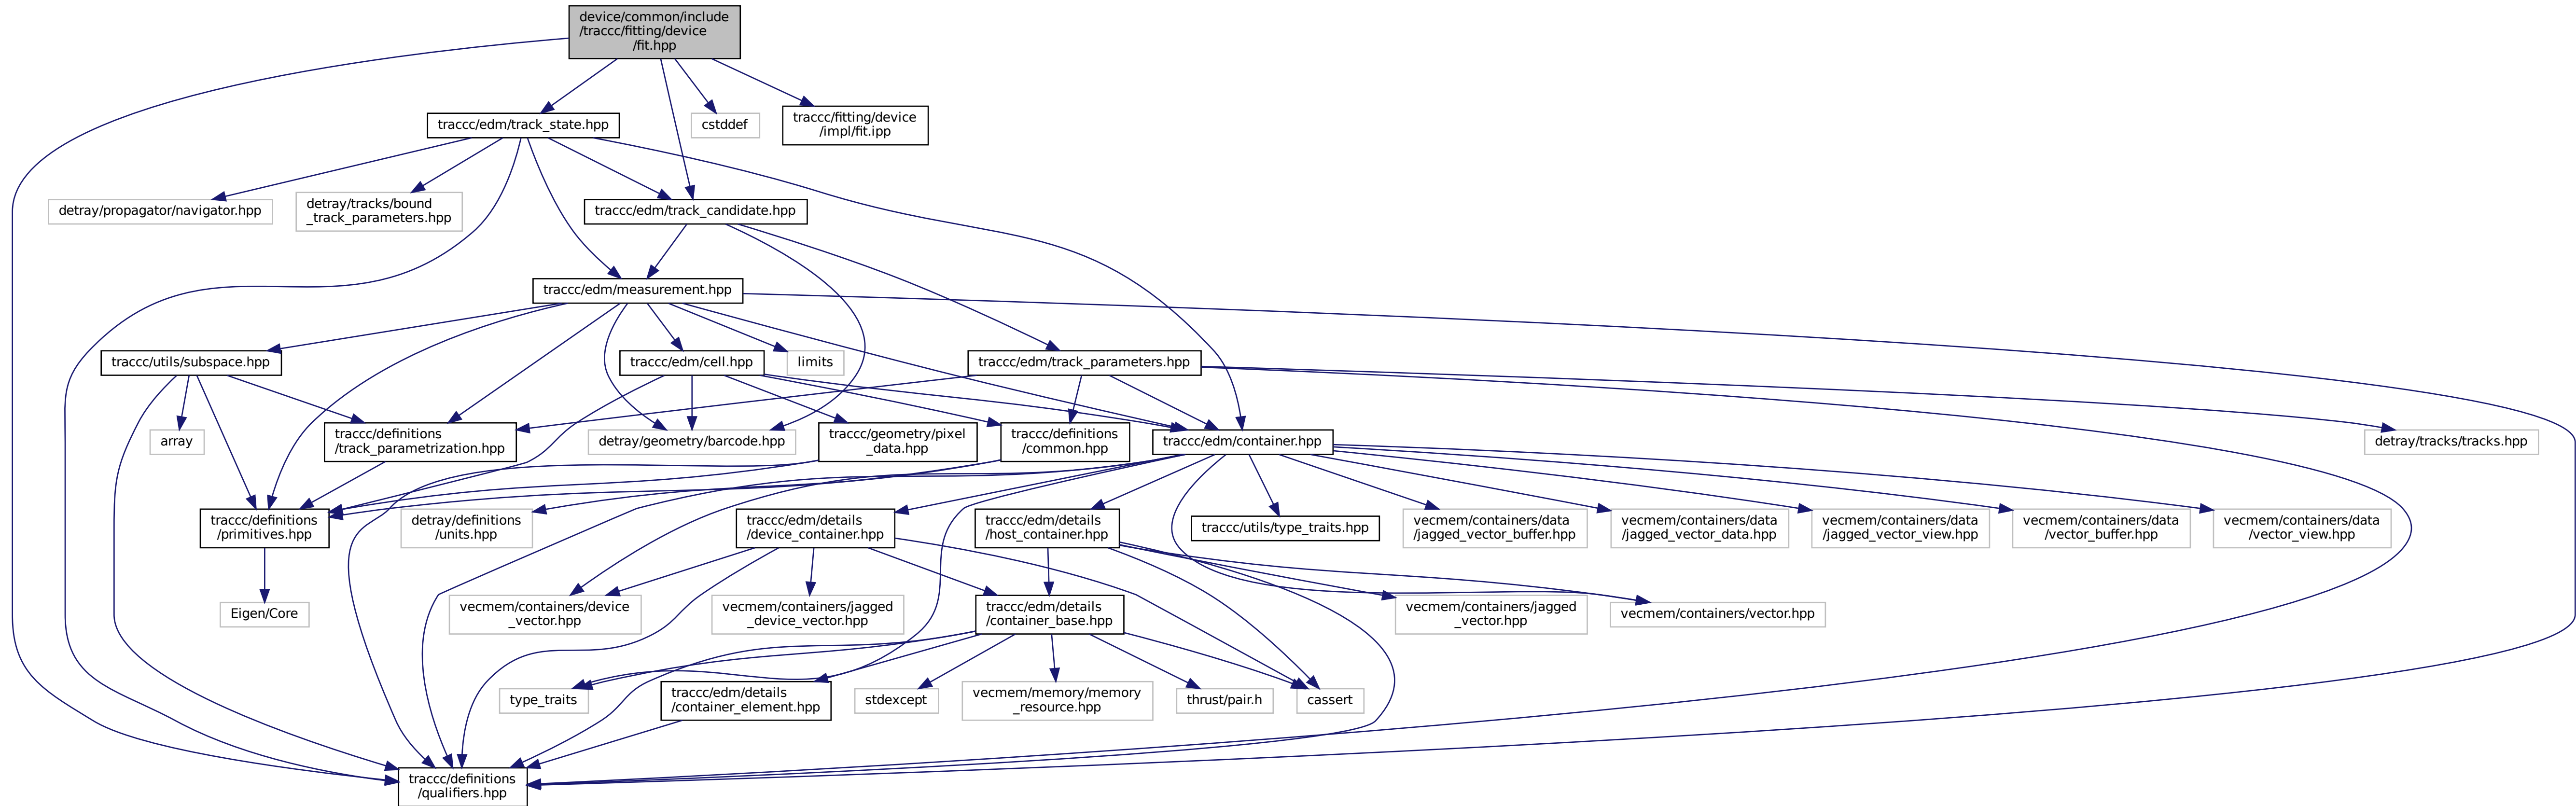 device/common/include
/traccc/fitting/device
/fit.hpp
traccc/edm/track_state.hpp
cstddef
traccc/fitting/device
/impl/fit.ipp
detray/propagator/navigator.hpp
detray/tracks/bound
_track_parameters.hpp
traccc/edm/track_candidate.hpp
traccc/edm/measurement.hpp
traccc/utils/subspace.hpp
traccc/edm/cell.hpp
limits
traccc/edm/track_parameters.hpp
array
traccc/definitions
/track_parametrization.hpp
detray/geometry/barcode.hpp
traccc/geometry/pixel
_data.hpp
traccc/definitions
/common.hpp
traccc/edm/container.hpp
detray/tracks/tracks.hpp
traccc/definitions
/primitives.hpp
detray/definitions
/units.hpp
traccc/edm/details
/device_container.hpp
traccc/edm/details
/host_container.hpp
traccc/utils/type_traits.hpp
vecmem/containers/data
/jagged_vector_buffer.hpp
vecmem/containers/data
/jagged_vector_data.hpp
vecmem/containers/data
/jagged_vector_view.hpp
vecmem/containers/data
/vector_buffer.hpp
vecmem/containers/data
/vector_view.hpp
Eigen/Core
vecmem/containers/device
_vector.hpp
vecmem/containers/jagged
_device_vector.hpp
traccc/edm/details
/container_base.hpp
vecmem/containers/jagged
_vector.hpp
vecmem/containers/vector.hpp
type_traits
traccc/edm/details
/container_element.hpp
stdexcept
vecmem/memory/memory
_resource.hpp
thrust/pair.h
cassert
traccc/definitions
/qualifiers.hpp